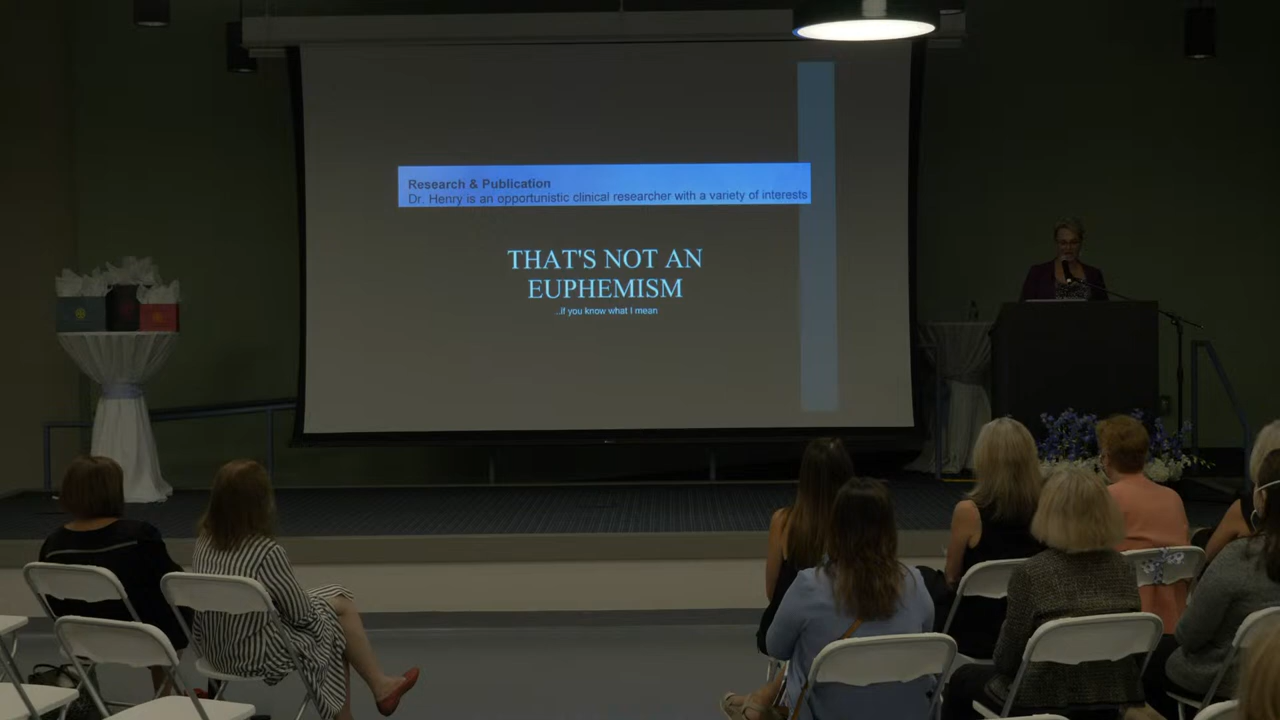 Research & Publication
Dr. Henry is an opportunistic clinical researcher with a variety of interests
THAT'S NOT AN
EUPHEMISM
..if you know what I mean